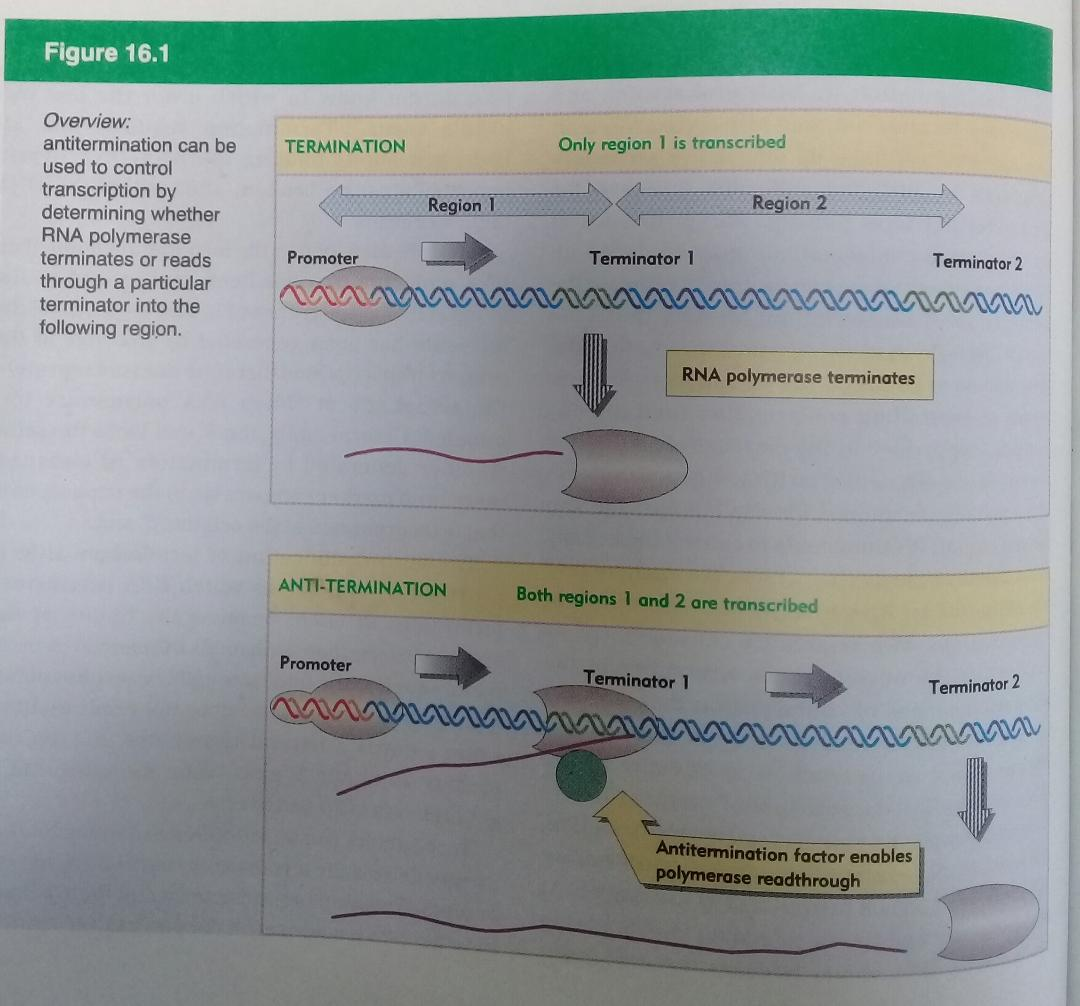 Figure 16.1
Overview:
antitermination can be
used to control
transcription by
determining whether
RNA polymerase
terminates or reads
through a particular
terminator into the
following region.
TERMINATION Only region 1 is transcribed
Region 1 Region 2
Promoter Terminator 1 Terminator 2
RNA polymerase terminates
ANTI-TERMINATION Both regions 1 and 2 are transcribed
Promoter Terminator 1 Terminator 2
Antitermination factor enables
polymerase readthrough